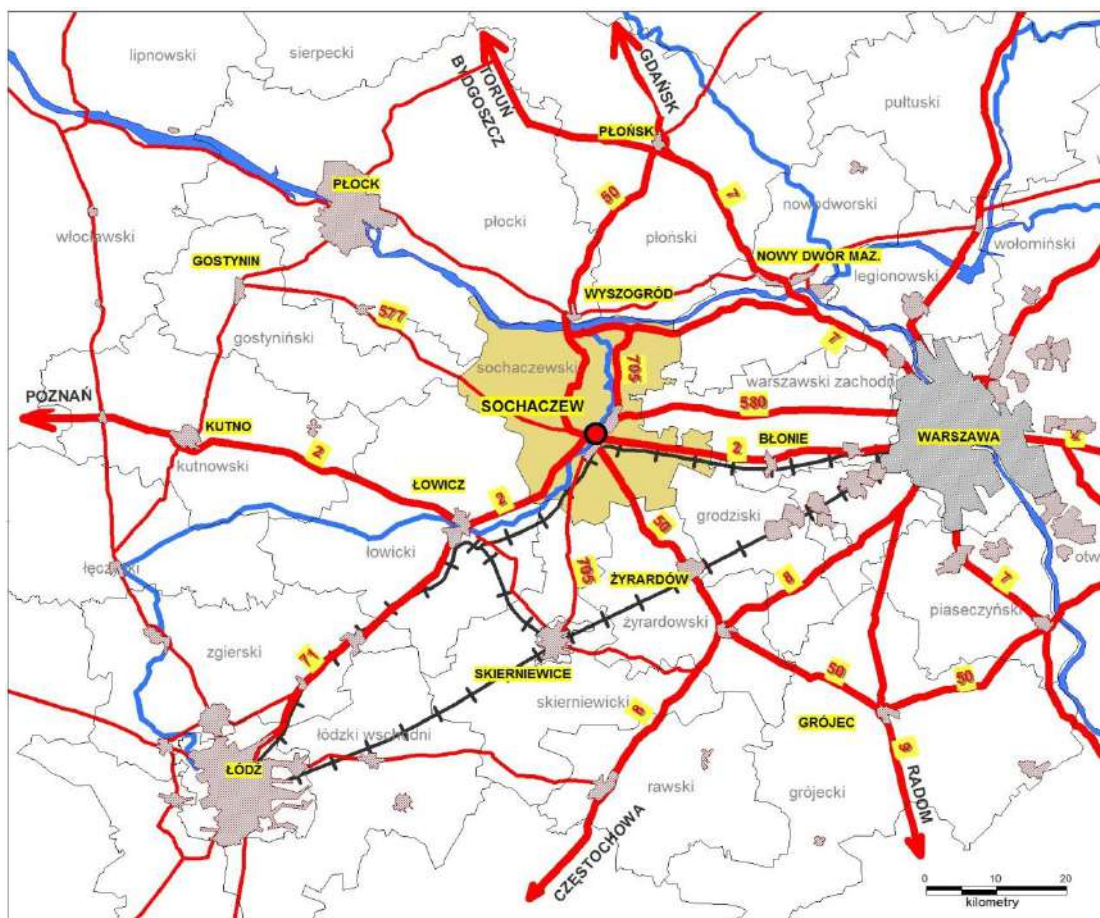 lipnowski
sierpecki
TORUŃ
BYDGOSZCZ
GDAŃSK
pułtuski
PŁOŃSK
PŁOCK
50
7
nowodworski
włocławski
płocki
płoński
wołomiński
GOSTYNIN
NOWY DWÓR MAZ.
legionowski
WYSZOGRÓD
577
gostyniński
7
sochaczewski
705
warszawski zachodn
POZNAŃ
SOCHACZEW
580
KUTNO
2
BŁONIE
WARSZAWA
kutnowski
2
ŁOWICZ
2
grodziski
50
łowicki
705
otw
ŻYRARDÓW
8
7
piaseczyński
żyrardowski
zgierski
71
SKIERNIEWICE
50
50
skierniewicki
8
GRÓJEC
łódzki wschodni
9
ŁÓDŹ
rawski
grójecki
RADOM
CZĘSTOCHOWA
0 10 20
kilometry